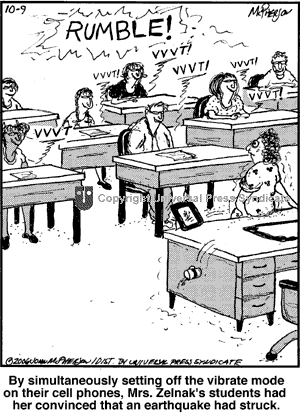 10-9
McPHERSON
RUMBLE!
VVVT!
VVVT!
VVVT!
VVVT!
VVVT!
VVVT!
VVVT!
Copyright Universal Press Syndicate
©2006 JOHN McPHERSON / DIST. BY UNIVERSAL PRESS SYNDICATE
By simultaneously setting off the vibrate mode
on their cell phones, Mrs. Zelnak's students had
her convinced that an earthquake had struck.